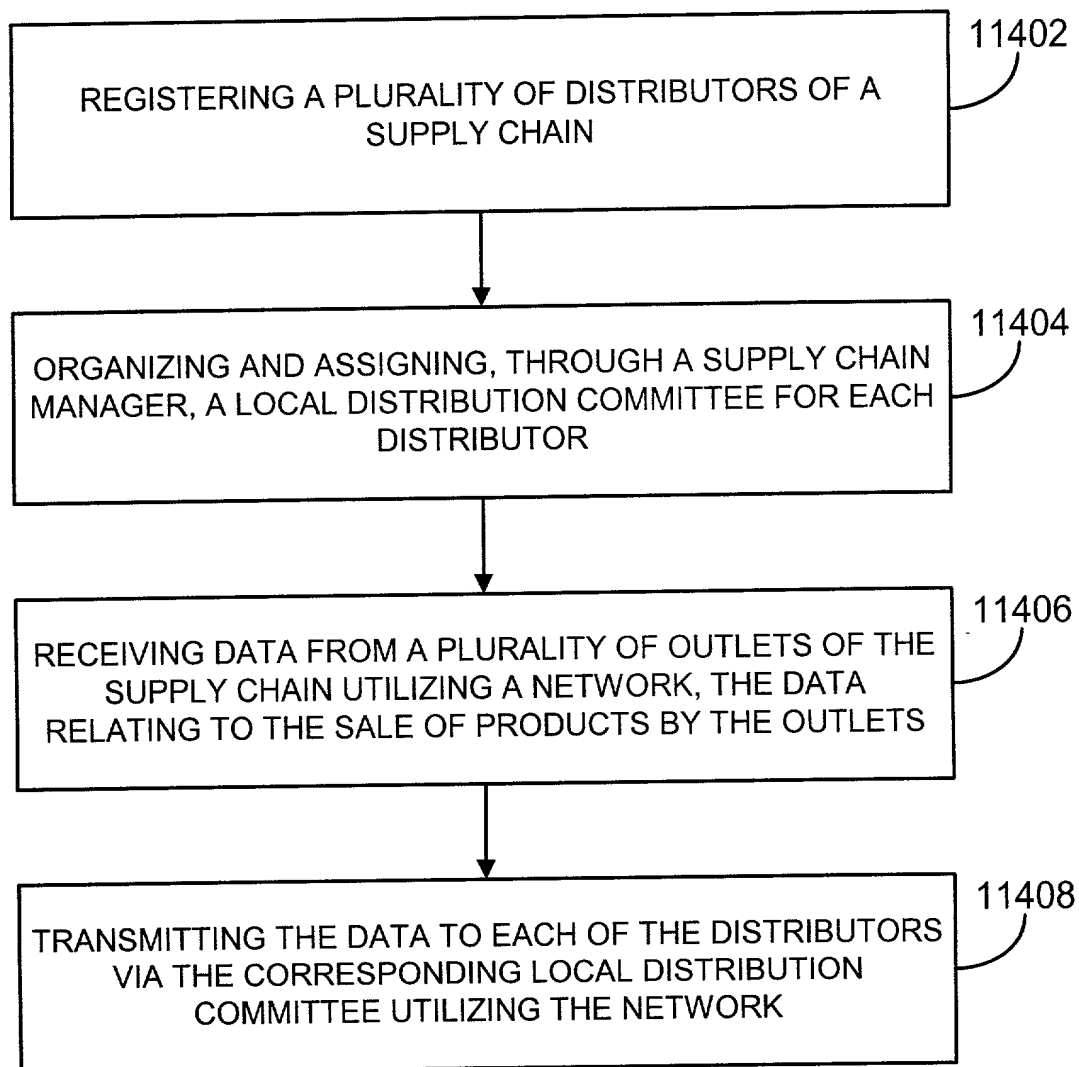 11402
REGISTERING A PLURALITY OF DISTRIBUTORS OF A
SUPPLY CHAIN
11404
ORGANIZING AND ASSIGNING, THROUGH A SUPPLY CHAIN
MANAGER, A LOCAL DISTRIBUTION COMMITTEE FOR EACH
DISTRIBUTOR
11406
RECEIVING DATA FROM A PLURALITY OF OUTLETS OF THE
SUPPLY CHAIN UTILIZING A NETWORK, THE DATA
RELATING TO THE SALE OF PRODUCTS BY THE OUTLETS
11408
TRANSMITTING THE DATA TO EACH OF THE DISTRIBUTORS
VIA THE CORRESPONDING LOCAL DISTRIBUTION
COMMITTEE UTILIZING THE NETWORK